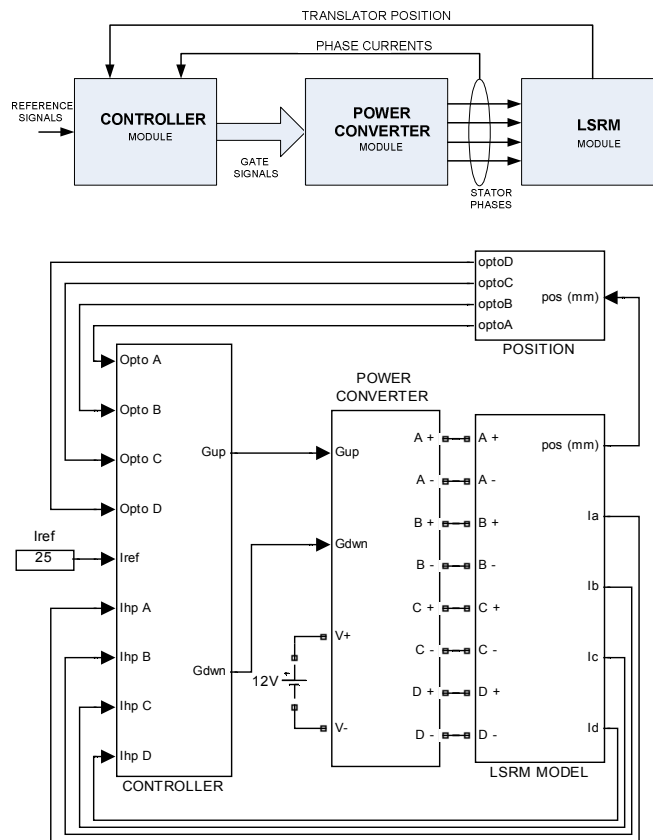 TRANSLATOR POSITION
PHASE CURRENTS
REFERENCE
SIGNALS
CONTROLLER
MODULE
GATE
SIGNALS
POWER
CONVERTER
MODULE
STATOR
PHASES
LSRM
MODULE
optoD
optoC
optoB
optoA
pos (mm)
POSITION
Opto A
Opto B
Opto C
Opto D
Iref
25
Iref
Ihp A
Ihp B
Ihp C
Ihp D
Gup
Gdwn
CONTROLLER
POWER
CONVERTER
Gup
Gdwn
V+
12V
V-
A +
A -
B +
B -
C +
C -
D +
D -
A +
A -
B +
B -
C +
C -
D +
D -
pos (mm)
Ia
Ib
Ic
Id
LSRM MODEL